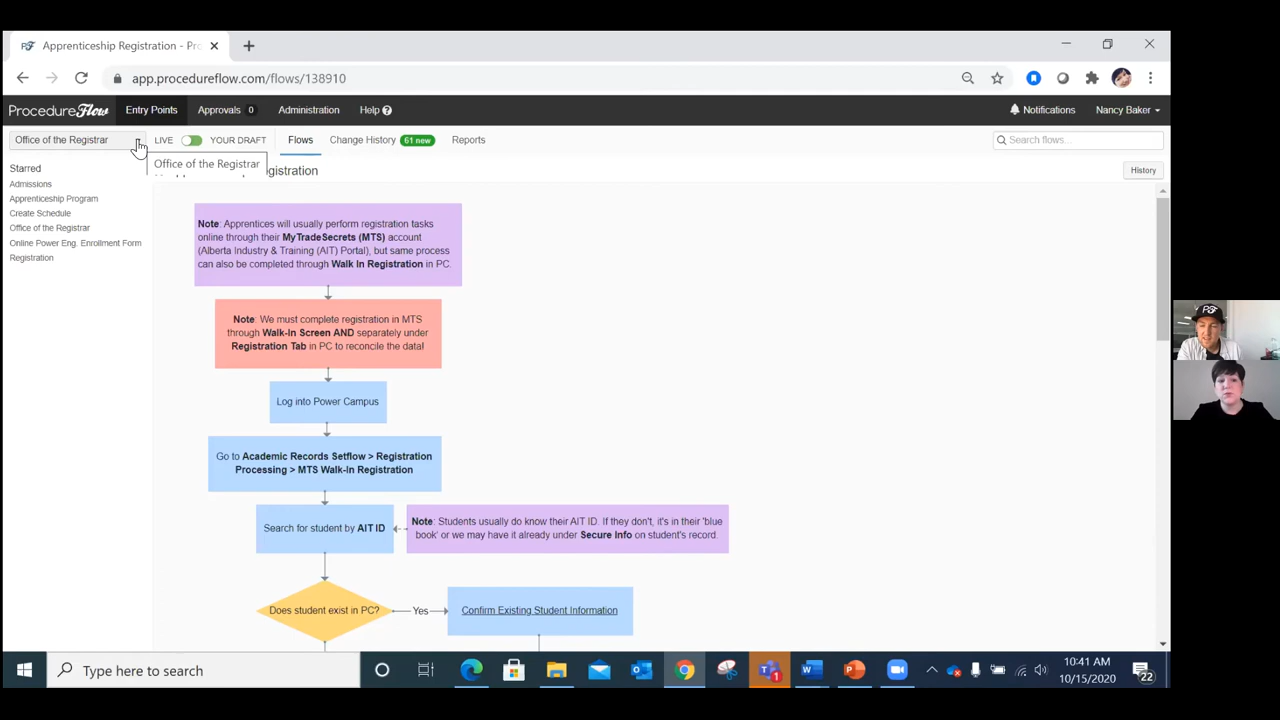 Apprenticeship Registration - Pro
app.procedureflow.com/flows/138910
ProcedureFlow Entry Points Approvals 0 Administration Help Notifications Nancy Baker
Office of the Registrar LIVE YOUR DRAFT Flows Change History 61 new Reports Search flows...
Office of the Registrar
Starred
Admissions
Apprenticeship Program
Create Schedule
Office of the Registrar
Online Power Eng. Enrollment Form
Registration
gistration
History
Note: Apprentices will usually perform registration tasks
online through their MyTradeSecrets (MTS) account
(Alberta Industry & Training (AIT) Portal), but same process
can also be completed through Walk In Registration in PC.
Note: We must complete registration in MTS
through Walk-in Screen AND separately under
Registration Tab in PC to reconcile the data!
Log into Power Campus
Go to Academic Records Setflow > Registration
Processing > MTS Walk-In Registration
Search for student by AIT ID
Note: Students usually do know their AIT ID. If they don't, it's in their 'blue
book' or we may have it already under Secure Info on student's record.
Does student exist in PC?
Yes
Confirm Existing Student Information
Type here to search
10:41 AM
10/15/2020
1
22